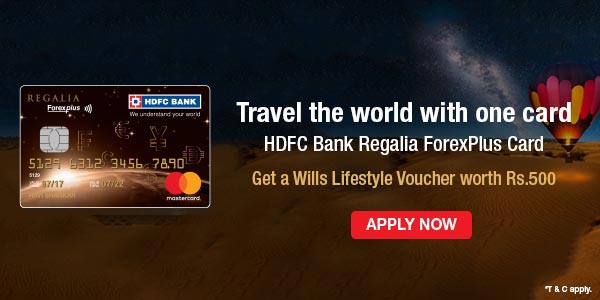 REGALIA
Forexplus
HDFC BANK
We understand your world
5129 6312 3456 7890
5129
07/17 07/22
mastercard
Travel the world with one card
HDFC Bank Regalia ForexPlus Card
Get a Wills Lifestyle Voucher worth Rs.500
APPLY NOW
*T & C apply.